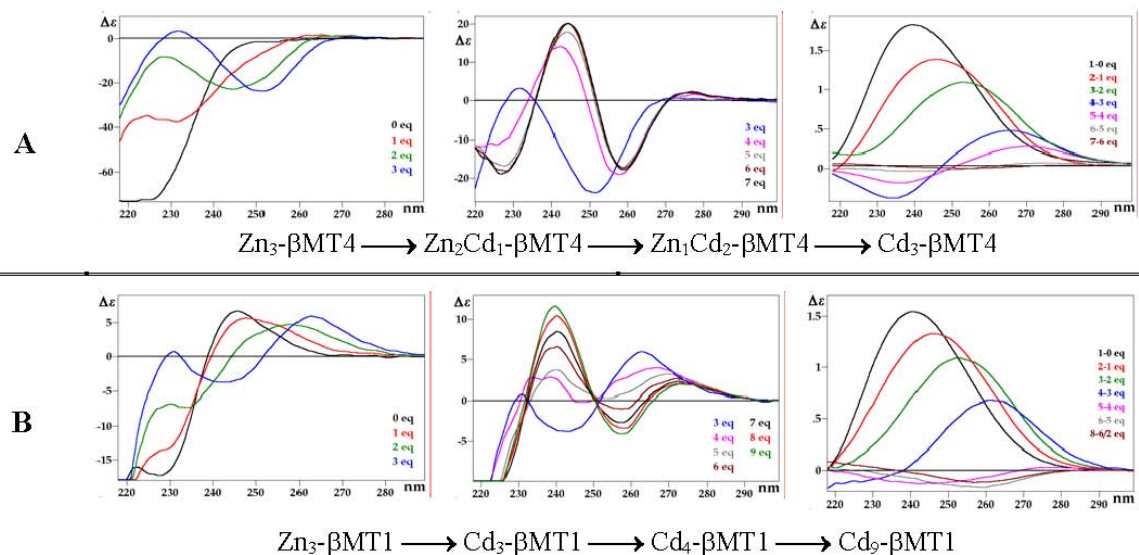 Δε
0
-20
-40
-60
0 eq
1 eq
2 eq
3 eq
220 230 240 250 260 270 280 nm
20
Δε
10
0
-10
-20
3 eq
4 eq
5 eq
6 eq
7 eq
220 230 240 250 260 270 280 290 nm
Δε
1.5
1
.5
0
1-0 eq
2-1 eq
3-2 eq
4-3 eq
5-4 eq
6-5 eq
7-6 eq
220 230 240 250 260 270 280 290 nm
A
Zn₃-βMT4 → Zn₂Cd₁-βMT4 → Zn₁Cd₂-βMT4 → Cd₃-βMT4
Δε
5
0
-5
-10
-15
0 eq
1 eq
2 eq
3 eq
220 230 240 250 260 270 280 nm
Δε
10
5
0
-5
3 eq 7 eq
4 eq 8 eq
5 eq 9 eq
6 eq
220 230 240 250 260 270 280 290 nm
Δε
1.5
1
.5
0
1-0 eq
2-1 eq
3-2 eq
4-3 eq
5-4 eq
6-5 eq
8-6/2 eq
220 230 240 250 260 270 280 290 nm
B
Zn₃-βMT1 → Cd₃-βMT1 → Cd₄-βMT1 → Cd₉-βMT1